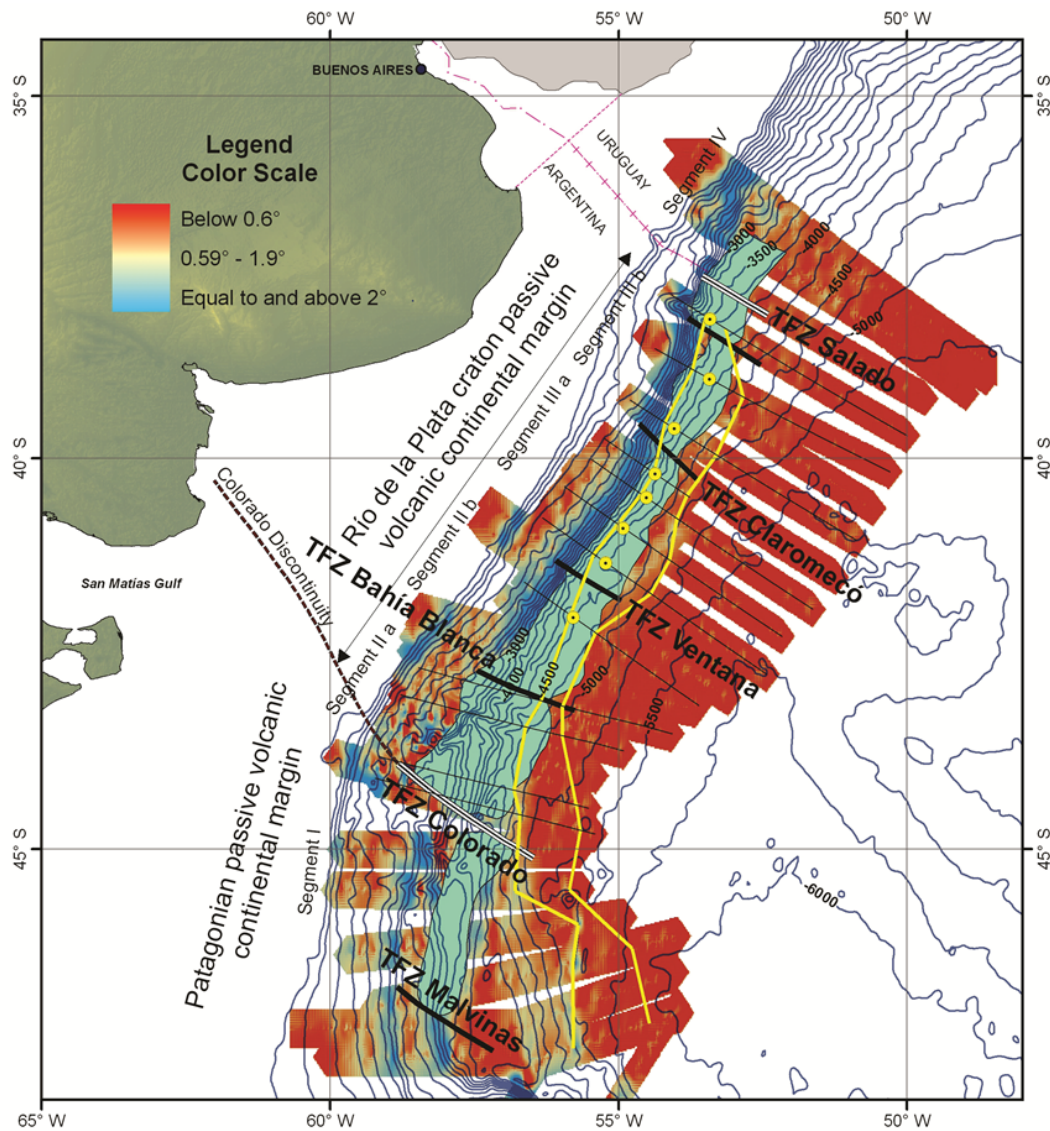 60° W
55° W
50° W
35° S
35° S
BUENOS AIRES
Legend
Color Scale
Below 0.6°
0.59° - 1.9°
Equal to and above 2°
URUGUAY
ARGENTINA
Segment IV
-3000
-3500
-4000
-4500
-5000
TFZ Salado
Segment III b
Río de la Plata craton passive
volcanic continental margin
Segment III a
40° S
40° S
TFZ Claromecó
Colorado Discontinuity
Segment II b
San Matías Gulf
TFZ Bahía Blanca
TFZ Ventana
-3000
-4500
-5000
-5500
Segment II a
Patagonian passive volcanic
continental margin
TFZ Colorado
45° S
45° S
Segment I
-6000
TFZ Malvinas
65° W
60° W
55° W
50° W